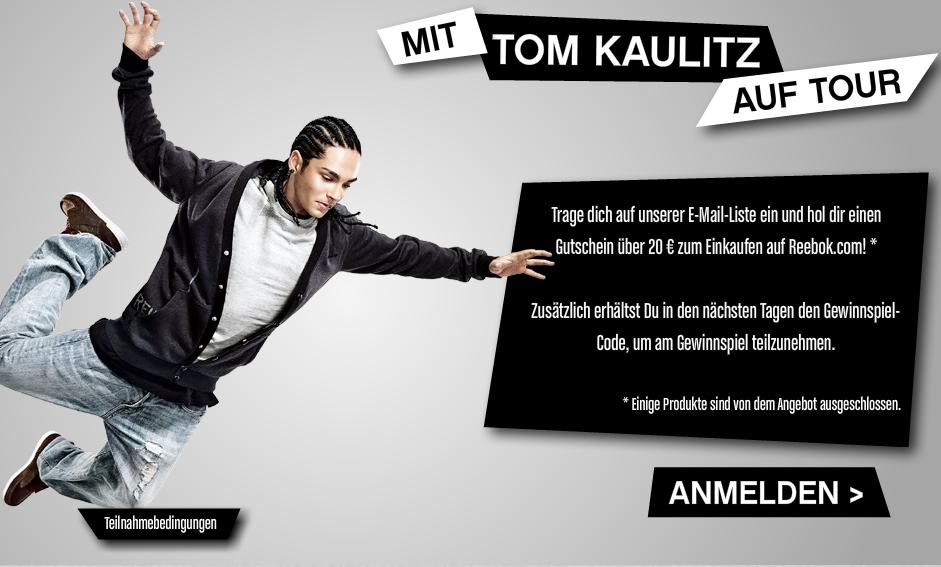 MIT
TOM KAULITZ
AUF TOUR
Trage dich auf unserer E-Mail-Liste ein und hol dir einen
Gutschein über 20 € zum Einkaufen auf Reebok.com! *
Zusätzlich erhältst Du in den nächsten Tagen den Gewinnspiel-
Code, um am Gewinnspiel teilzunehmen.
* Einige Produkte sind von dem Angebot ausgeschlossen.
ANMELDEN >
Teilnahmebedingungen